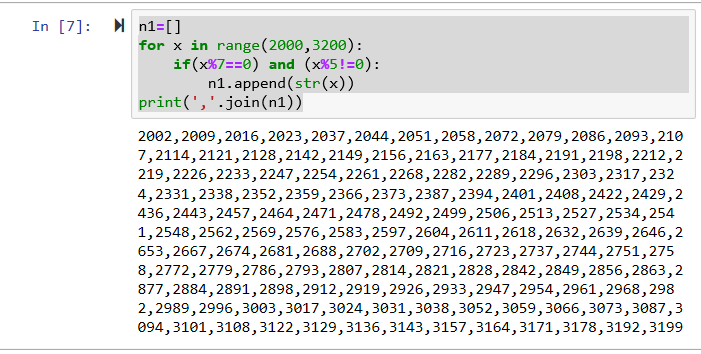 In [7]:
n1=[]
for x in range(2000,3200):
    if(x%7==0) and (x%5!=0):
        n1.append(str(x))
print(','.join(n1))
2002,2009,2016,2023,2037,2044,2051,2058,2072,2079,2086,2093,210
7,2114,2121,2128,2142,2149,2156,2163,2177,2184,2191,2198,2212,2
219,2226,2233,2247,2254,2261,2268,2282,2289,2296,2303,2317,232
4,2331,2338,2352,2359,2366,2373,2387,2394,2401,2408,2422,2429,2
436,2443,2457,2464,2471,2478,2492,2499,2506,2513,2527,2534,254
1,2548,2562,2569,2576,2583,2597,2604,2611,2618,2632,2639,2646,2
653,2667,2674,2681,2688,2702,2709,2716,2723,2737,2744,2751,275
8,2772,2779,2786,2793,2807,2814,2821,2828,2842,2849,2856,2863,2
877,2884,2891,2898,2912,2919,2926,2933,2947,2954,2961,2968,298
2,2989,2996,3003,3017,3024,3031,3038,3052,3059,3066,3073,3087,3
094,3101,3108,3122,3129,3136,3143,3157,3164,3171,3178,3192,3199